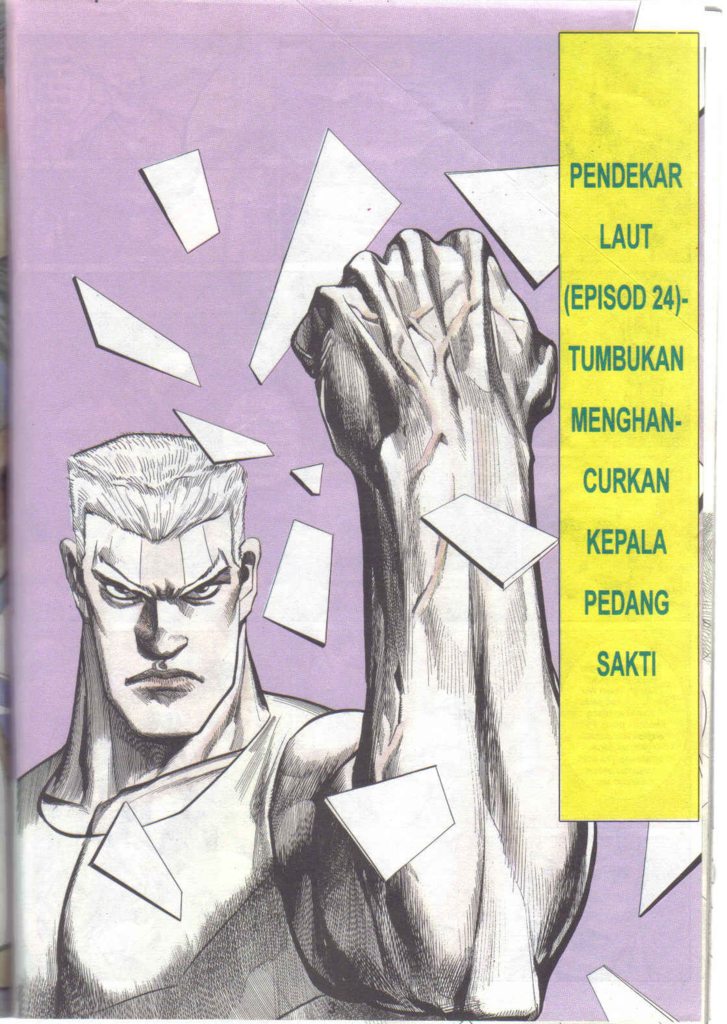 PENDEKAR
LAUT
(EPISOD 24)-
TUMBUKAN
MENGHAN-
CURKAN
KEPALA
PEDANG
SAKTI